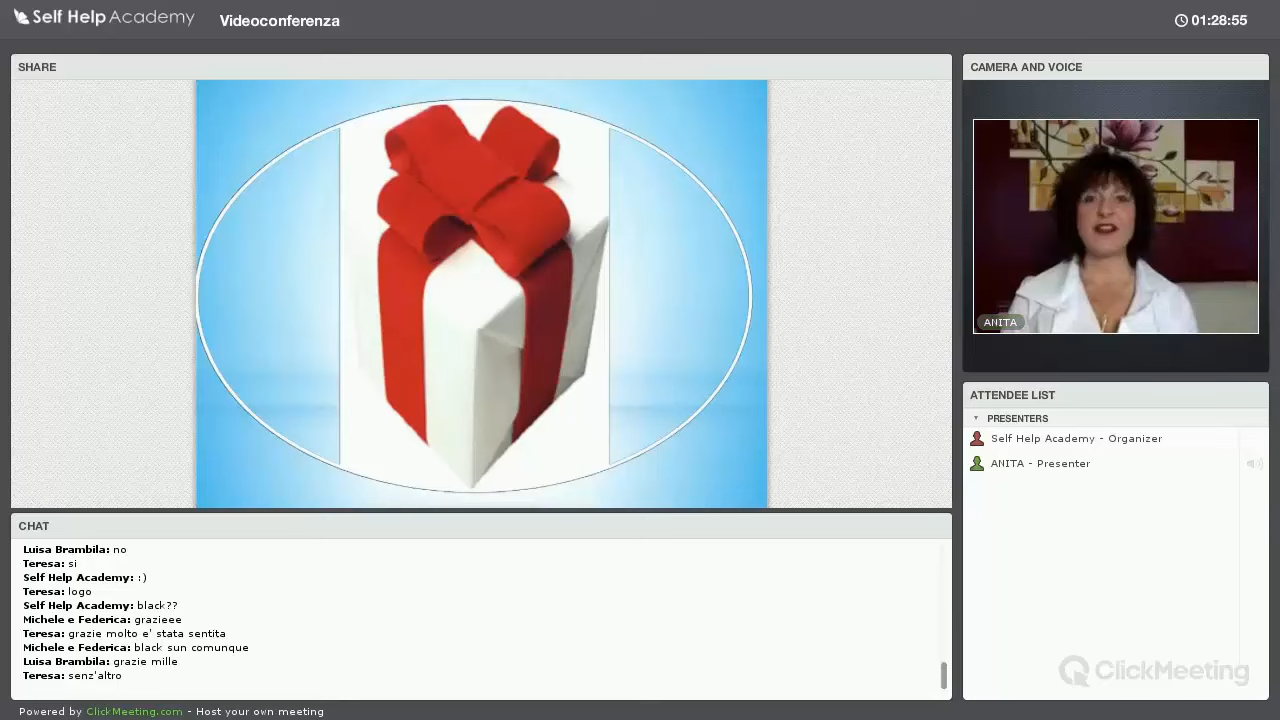 Self Help Academy
Videoconferenza
01:28:55
SHARE
CAMERA AND VOICE
ANITA
ATTENDEE LIST
PRESENTERS
Self Help Academy - Organizer
ANITA - Presenter
CHAT
Luisa Brambila: no
Teresa: si
Self Help Academy: :)
Teresa: logo
Self Help Academy: black??
Michele e Federica: grazieee
Teresa: grazie molto e' stata sentita
Michele e Federica: black sun comunque
Luisa Brambila: grazie mille
Teresa: senz'altro
ClickMeeting
Powered by ClickMeeting.com - Host your own meeting